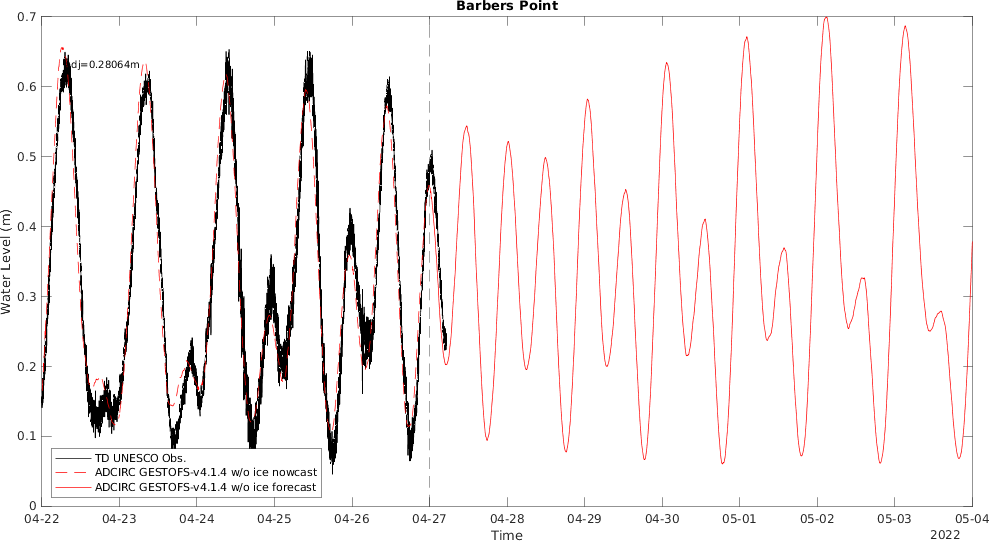 Barbers Point
0.7
0.6
0.5
0.4
0.3
0.2
0.1
0
Water Level (m)
dj=0.28064m
TD UNESCO Obs.
ADCIRC GESTOFS-v4.1.4 w/o ice nowcast
ADCIRC GESTOFS-v4.1.4 w/o ice forecast
04-22 04-23 04-24 04-25 04-26 04-27 04-28 04-29 04-30 05-01 05-02 05-03 05-04
Time
2022